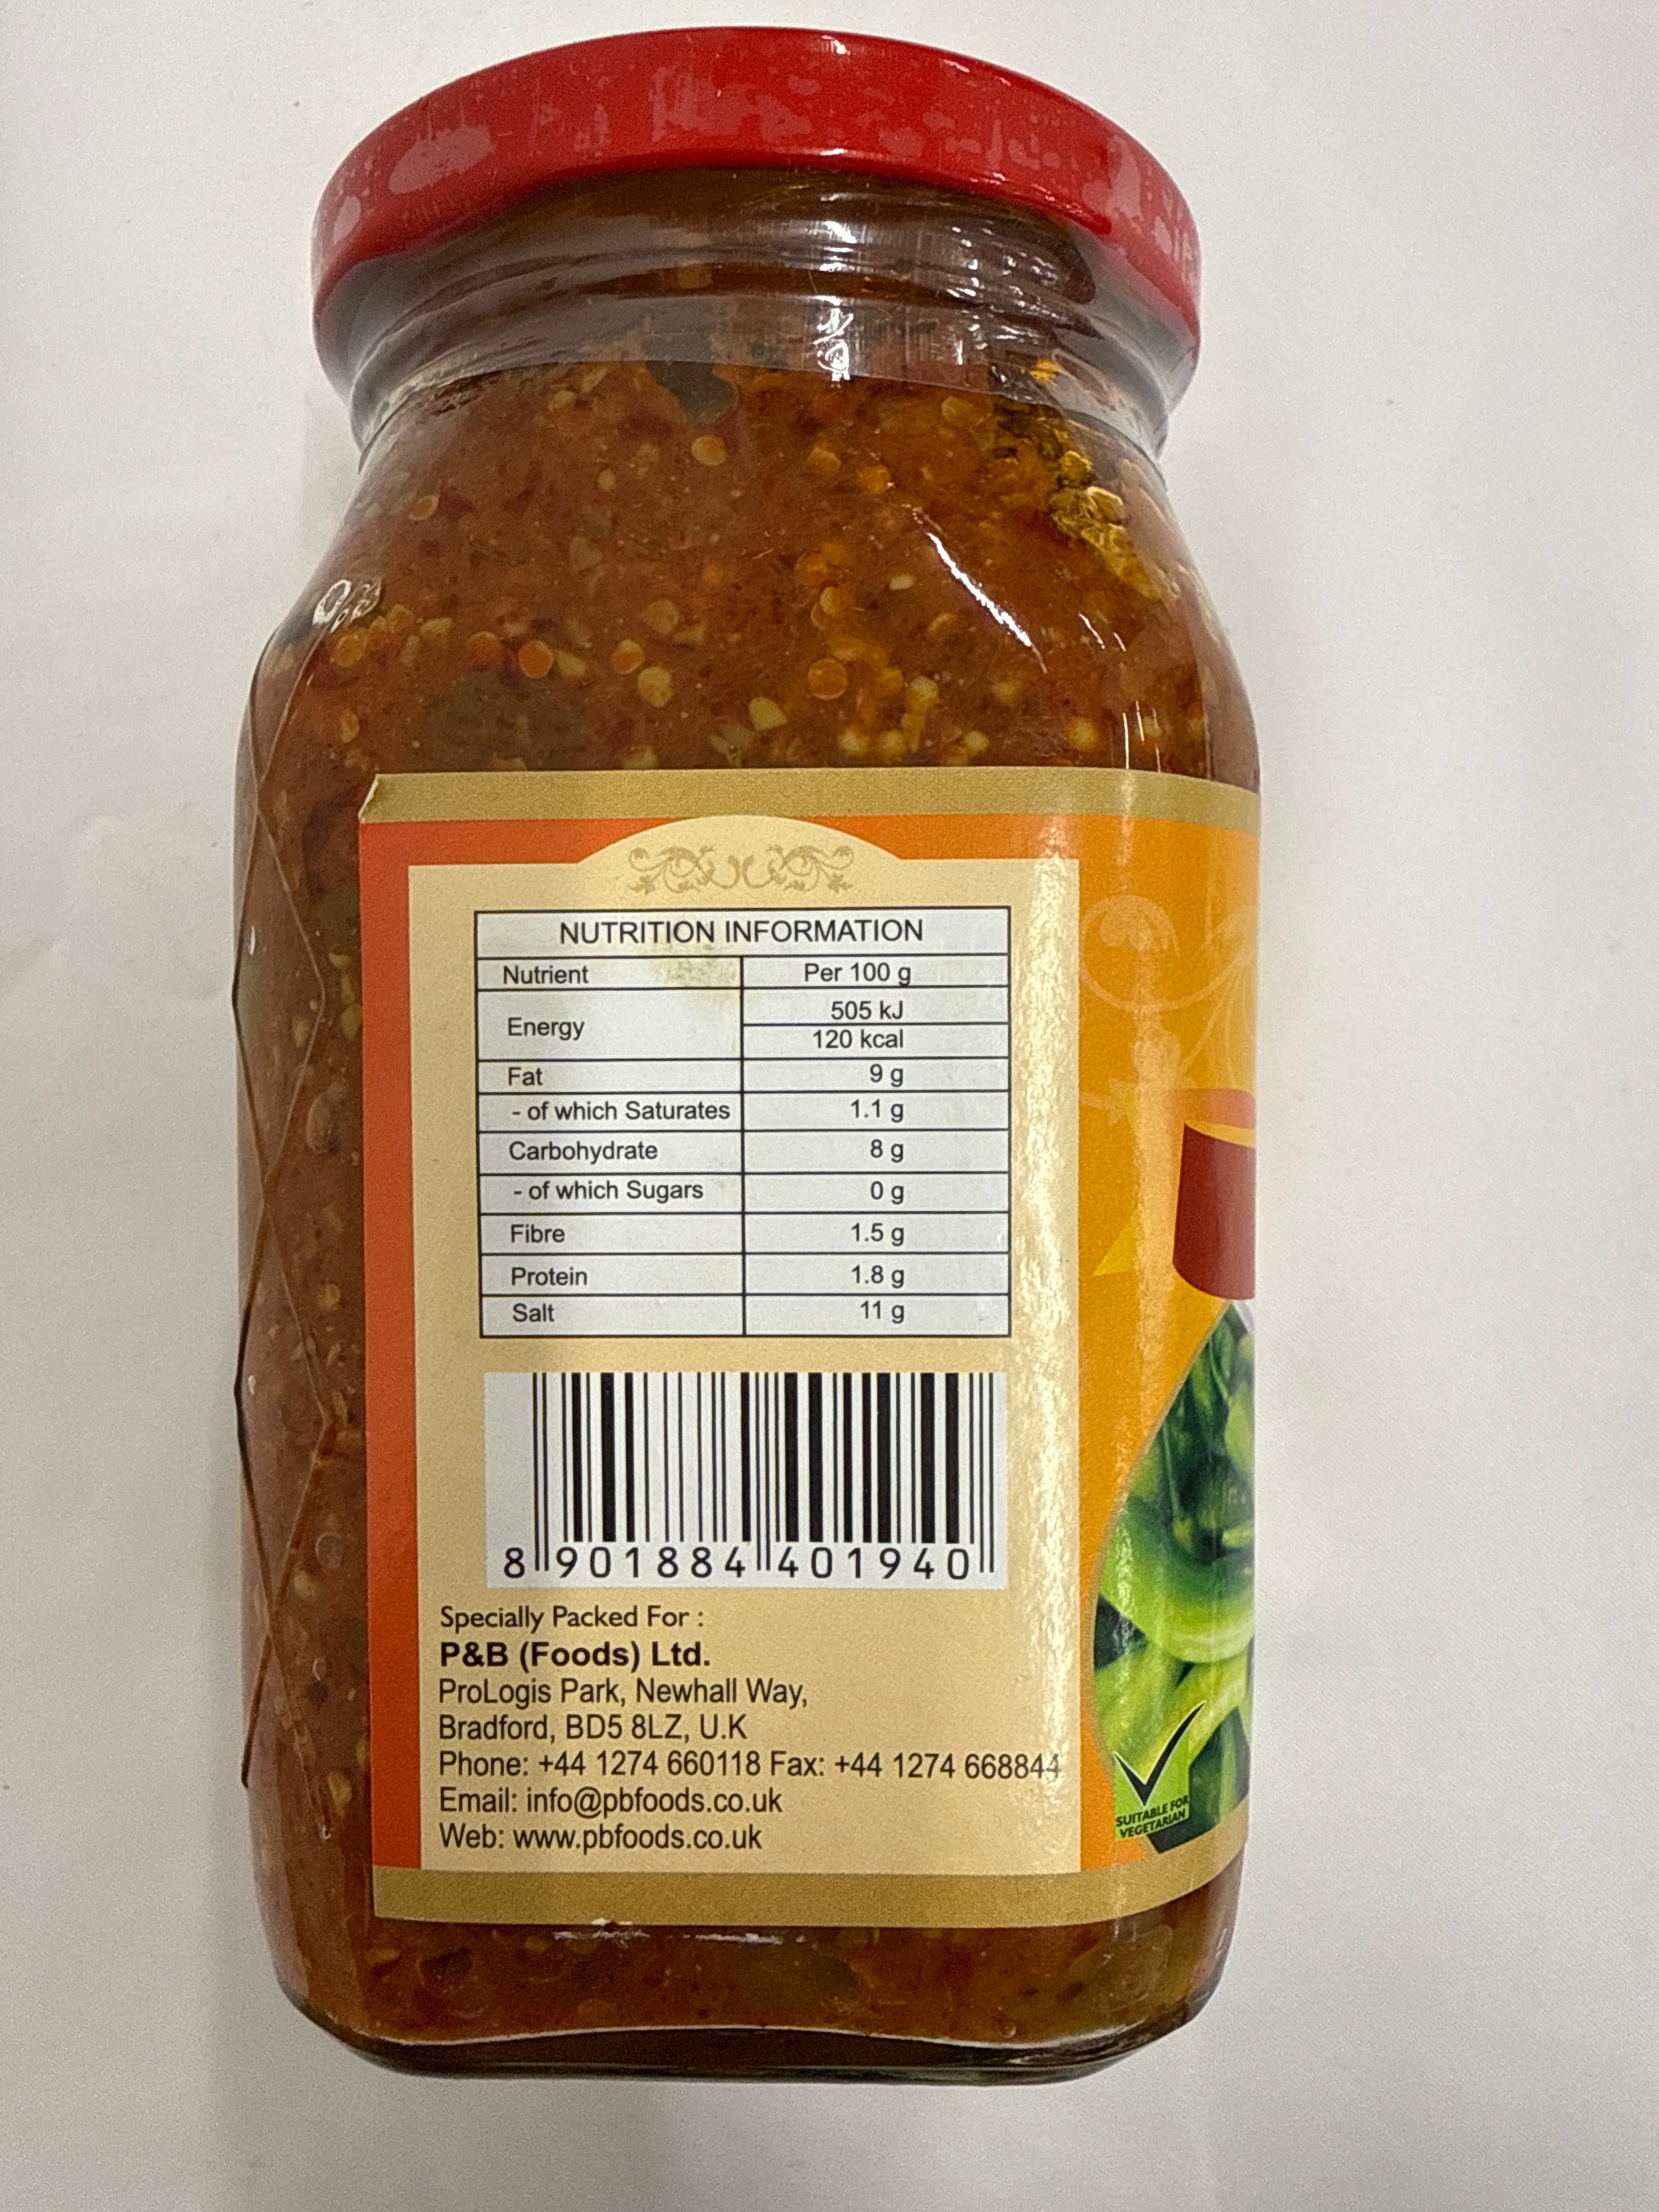 NUTRITION INFORMATION
Nutrient Per 100 g
Energy 505 kJ
120 kcal
Fat 9 g
- of which Saturates 1.1 g
Carbohydrate 8 g
- of which Sugars 0 g
Fibre 1.5 g
Protein 1.8 g
Salt 11 g
8 901884 401940
Specially Packed For :
P&B (Foods) Ltd.
ProLogis Park, Newhall Way,
Bradford, BD5 8LZ, U.K
Phone: +44 1274 660118 Fax: +44 1274 668844
Email: info@pbfoods.co.uk
Web: www.pbfoods.co.uk
SUITABLE FOR
VEGETARIAN